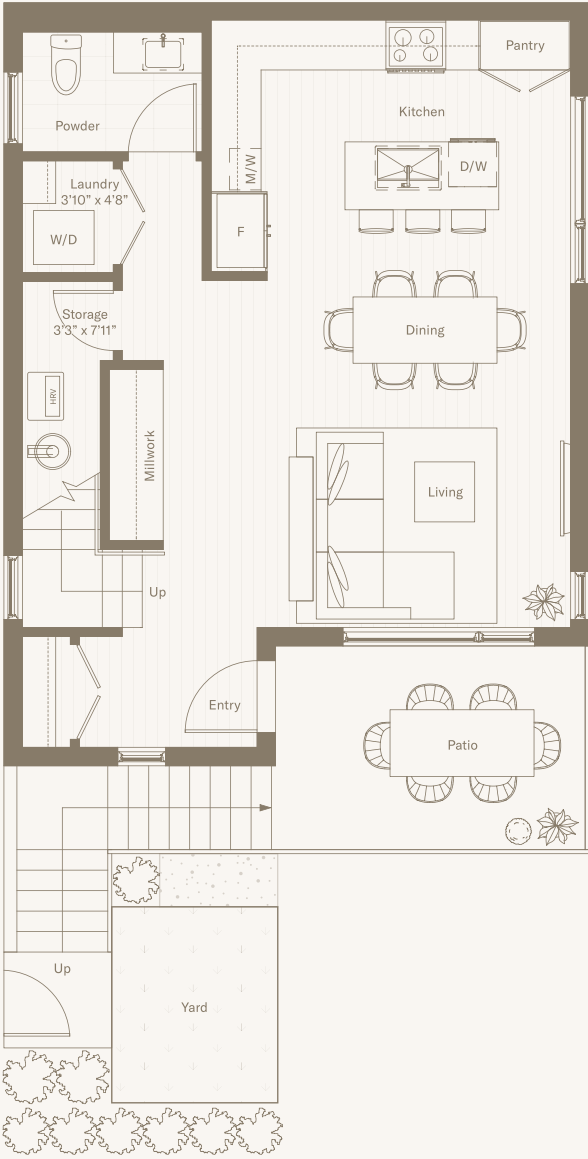 Pantry
Kitchen
Powder
M/W
D/W
Laundry
3’10” x 4’8”
F
W/D
Storage
3’3” x 7’11”
Dining
HRV
Millwork
Living
Up
Entry
Patio
Up
Yard